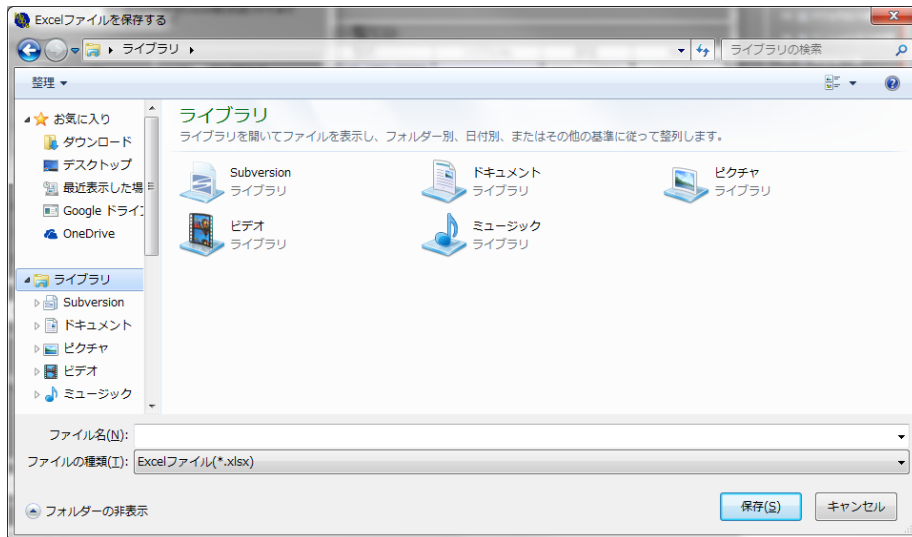 Excelファイルを保存する
ライブラリ
ライブラリの検索
整理
お気に入り
ダウンロード
デスクトップ
最近表示した場
Google ドライ
OneDrive
ライブラリ
Subversion
ドキュメント
ピクチャ
ビデオ
ミュージック
ライブラリ
ライブラリを開いてファイルを表示し、フォルダー別、日付別、またはその他の基準に従って整列します。
Subversion
ライブラリ
ドキュメント
ライブラリ
ピクチャ
ライブラリ
ビデオ
ライブラリ
ミュージック
ライブラリ
ファイル名(N):
ファイルの種類(T): Excelファイル(*.xlsx)
フォルダーの非表示
保存(S)
キャンセル